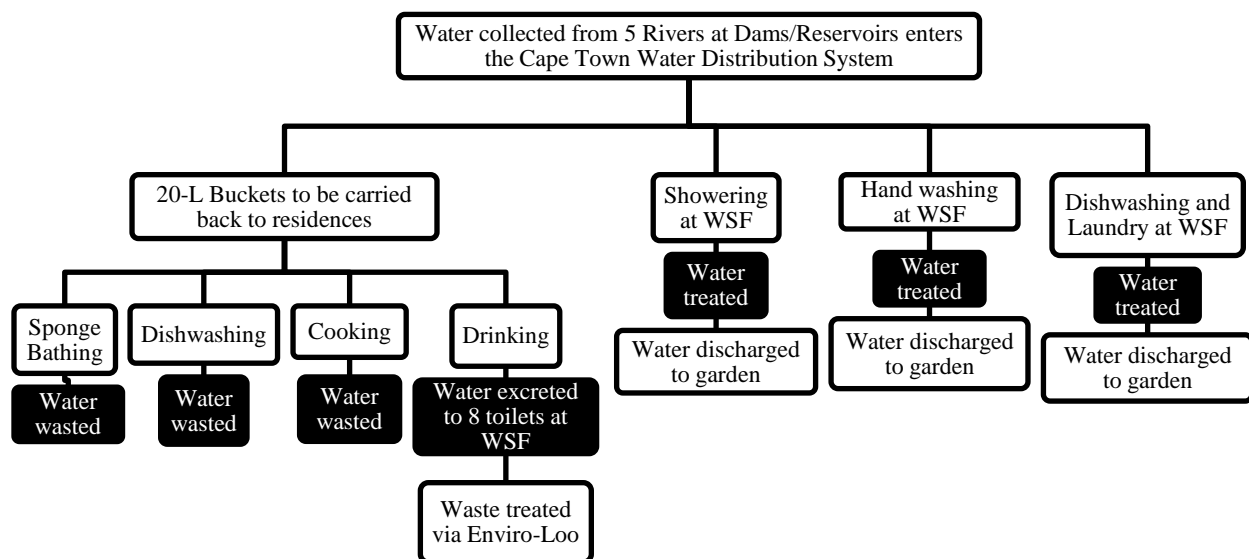 Water collected from 5 Rivers at Dams/Reservoirs enters
the Cape Town Water Distribution System
20-L Buckets to be carried
back to residences
Showering
at WSF
Hand washing
at WSF
Dishwashing and
Laundry at WSF
Water
treated
Water
treated
Water
treated
Sponge
Bathing
Dishwashing
Cooking
Drinking
Water discharged
to garden
Water discharged
to garden
Water discharged
to garden
Water
wasted
Water
wasted
Water
wasted
Water excreted
to 8 toilets at
WSF
Waste treated
via Enviro-Loo